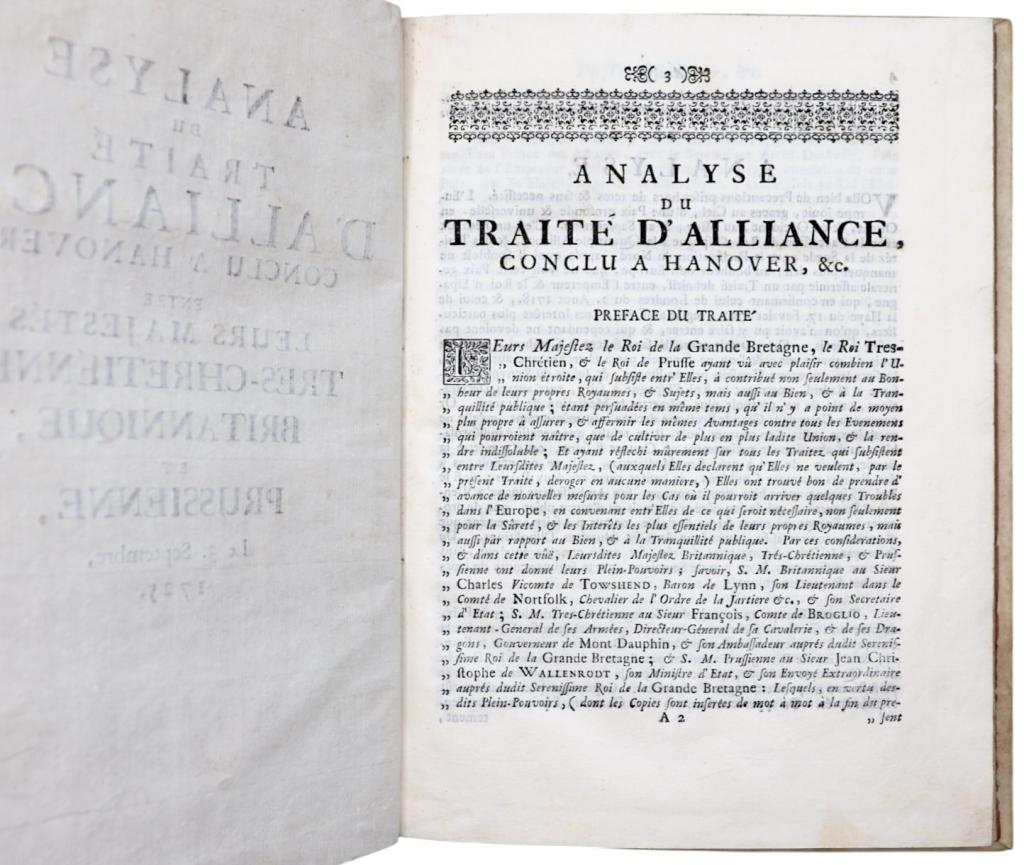 ( 3 )
ANALYSE
DU
TRAITÉ D'ALLIANCE,
CONCLU A HANOVER, &c.
PREFACE DU TRAITÉ
LEurs Majeſtez le Roi de la Grande Bretagne, le Roi Tres-
„ Chrétien, & le Roi de Pruſſe ayant vû avec plaiſir combien l'U-
„ nion étroite, qui ſubſiſte entr' Elles, à contribué non ſeulement au Bon-
„ heur de leurs propres Royaumes, & Sujets, mais auſſi au Bien, & à la Tran-
„ quillité publique ; étant perſuadées en même tems, qu'il n'y a point de moyen
„ plus propre à aſſurer, & affermir les mêmes Avantages contre tous les Evenemens
„ qui pourroient naître, que de cultiver de plus en plus ladite Union, & la ren-
„ dre indiſſoluble ; Et ayant réflechi mûrement ſur tous les Traitez qui ſubſiſtent
„ entre Leurſdites Majeſtez, (auxquels Elles declarent qu'Elles ne veulent, par le
„ préſent Traité, deroger en aucune maniere,) Elles ont trouvé bon de prendre d'
„ avance de nouvelles meſures pour les Cas où il pourroit arriver quelques Troubles
„ dans l'Europe, en convenant entr'Elles de ce qui ſeroit néceſſaire, non ſeulement
„ pour la Sûreté, & les Interêts les plus eſſentiels de leurs propres Royaumes, mais
„ auſſi par rapport au Bien, & à la Tranquillité publique. Par ces conſiderations,
„ & dans cette vûë, Leursdites Majeſtez Britannique, Trés-Chrétienne, & Pruſ-
„ ſienne ont donné leurs Plein-Pouvoirs ; ſavoir, S. M. Britannique au Sieur
„ Charles Vicomte de TOWSHEND, Baron de Lynn, ſon Lieutenant dans le
„ Comté de Nortfolk, Chevalier de l'Ordre de la Jartiere &c., & ſon Secretaire
„ d'Etat ; S. M. Tres-Chrétienne au Sieur François, Comte de BROGLIO, Lieu-
„ tenant-General de ſes Armées, Directeur-Géneral de ſa Cavalerie, & de ſes Dra-
„ gons, Gouverneur de Mont Dauphin, & ſon Ambaſſadeur auprés dudit Sereniſ-
„ ſime Roi de la Grande Bretagne ; & S. M. Pruſſienne au Sieur Jean Chri-
„ ſtophe de WALLENRODT, ſon Miniſtre d'Etat, & ſon Envoyé Extraordinaire
„ auprés dudit Sereniſſime Roi de la Grande Bretagne : Leſquels, en vertu des-
„ dits Plein-Pouvoirs, ( dont les Copies ſont inſerées de mot à mot à la fin du pre-
A 2
„ ſent